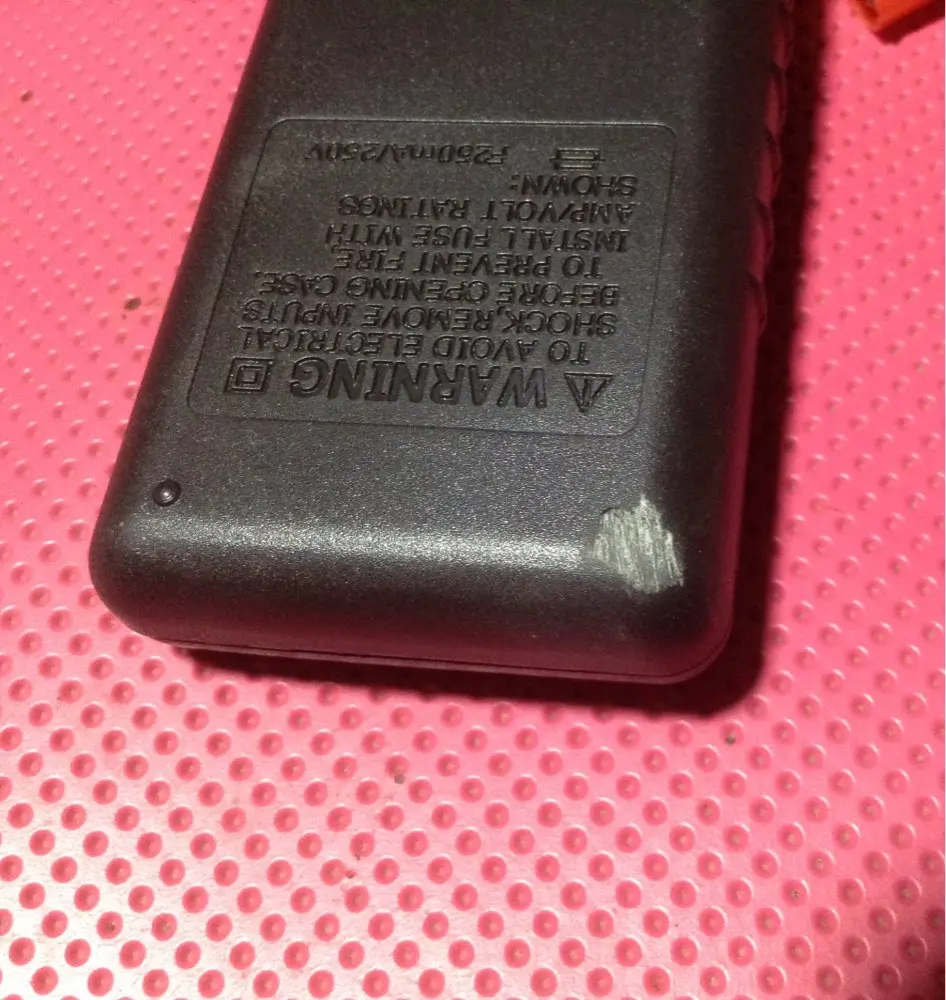 WARNING
TO AVOID ELECTRICAL
SHOCK,REMOVE INPUTS
BEFORE OPENING CASE.
TO PREVENT FIRE,
INSTALL FUSE WITH
AMP/VOLT RATINGS
SHOWN:
F250mA/250V